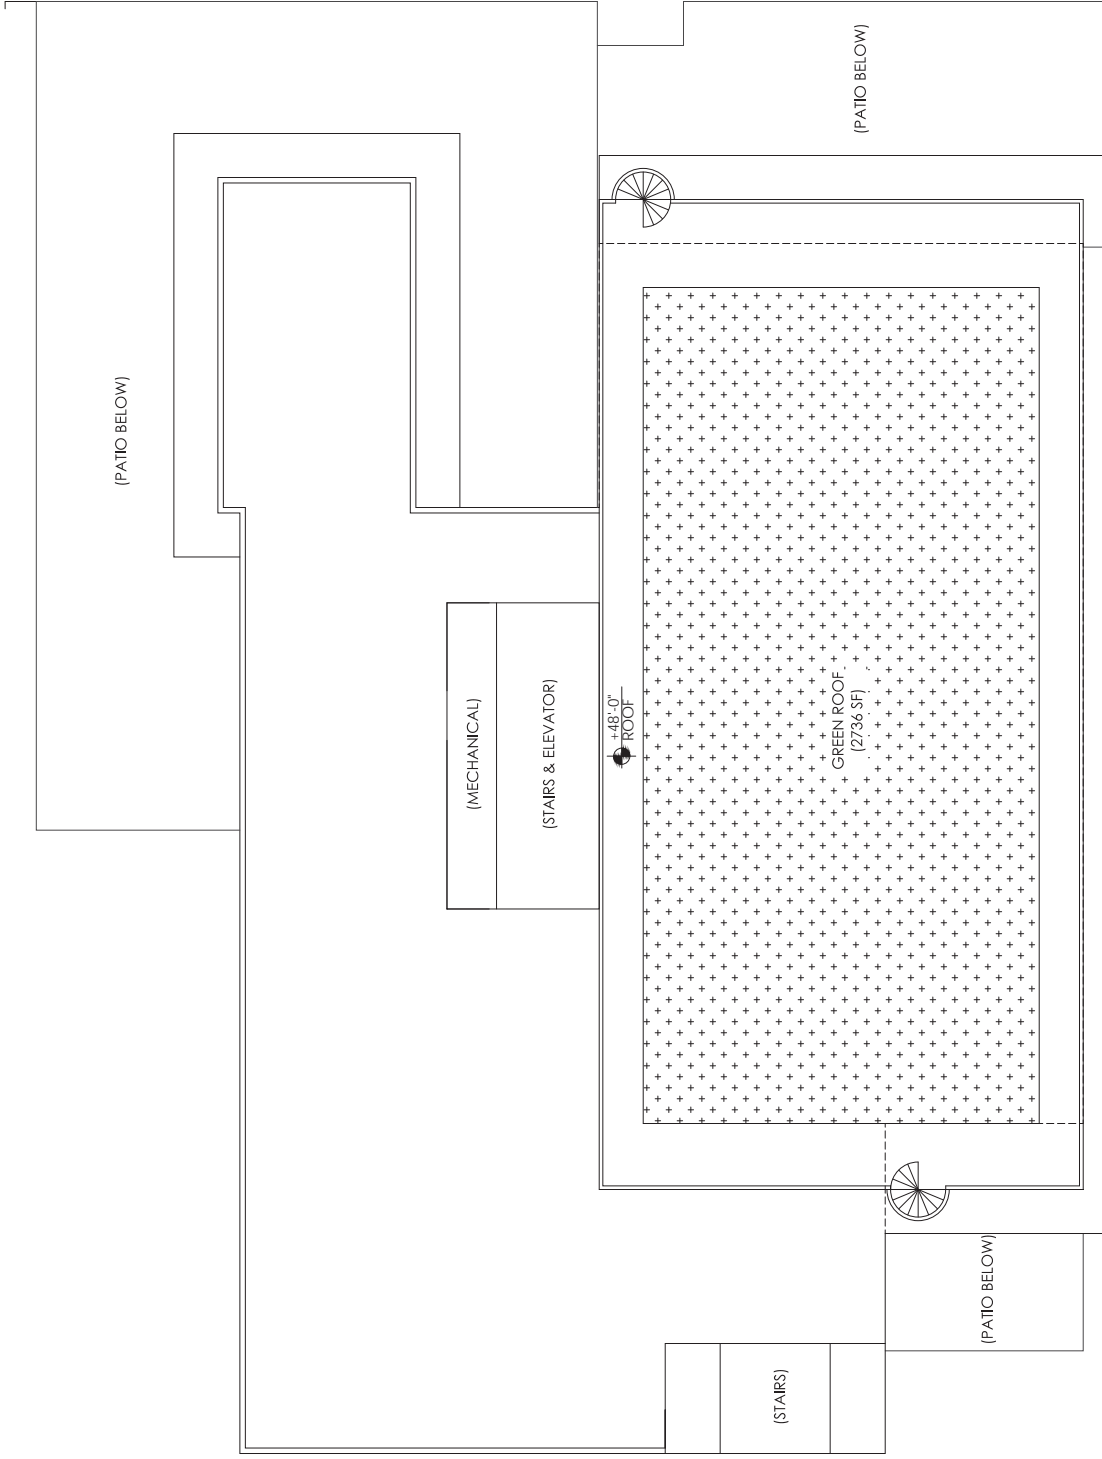 (PATIO BELOW)
(PATIO BELOW)
(MECHANICAL)
(STAIRS & ELEVATOR)
+48'-0"
ROOF
GREEN ROOF
(2736 SF)
(PATIO BELOW)
(STAIRS)